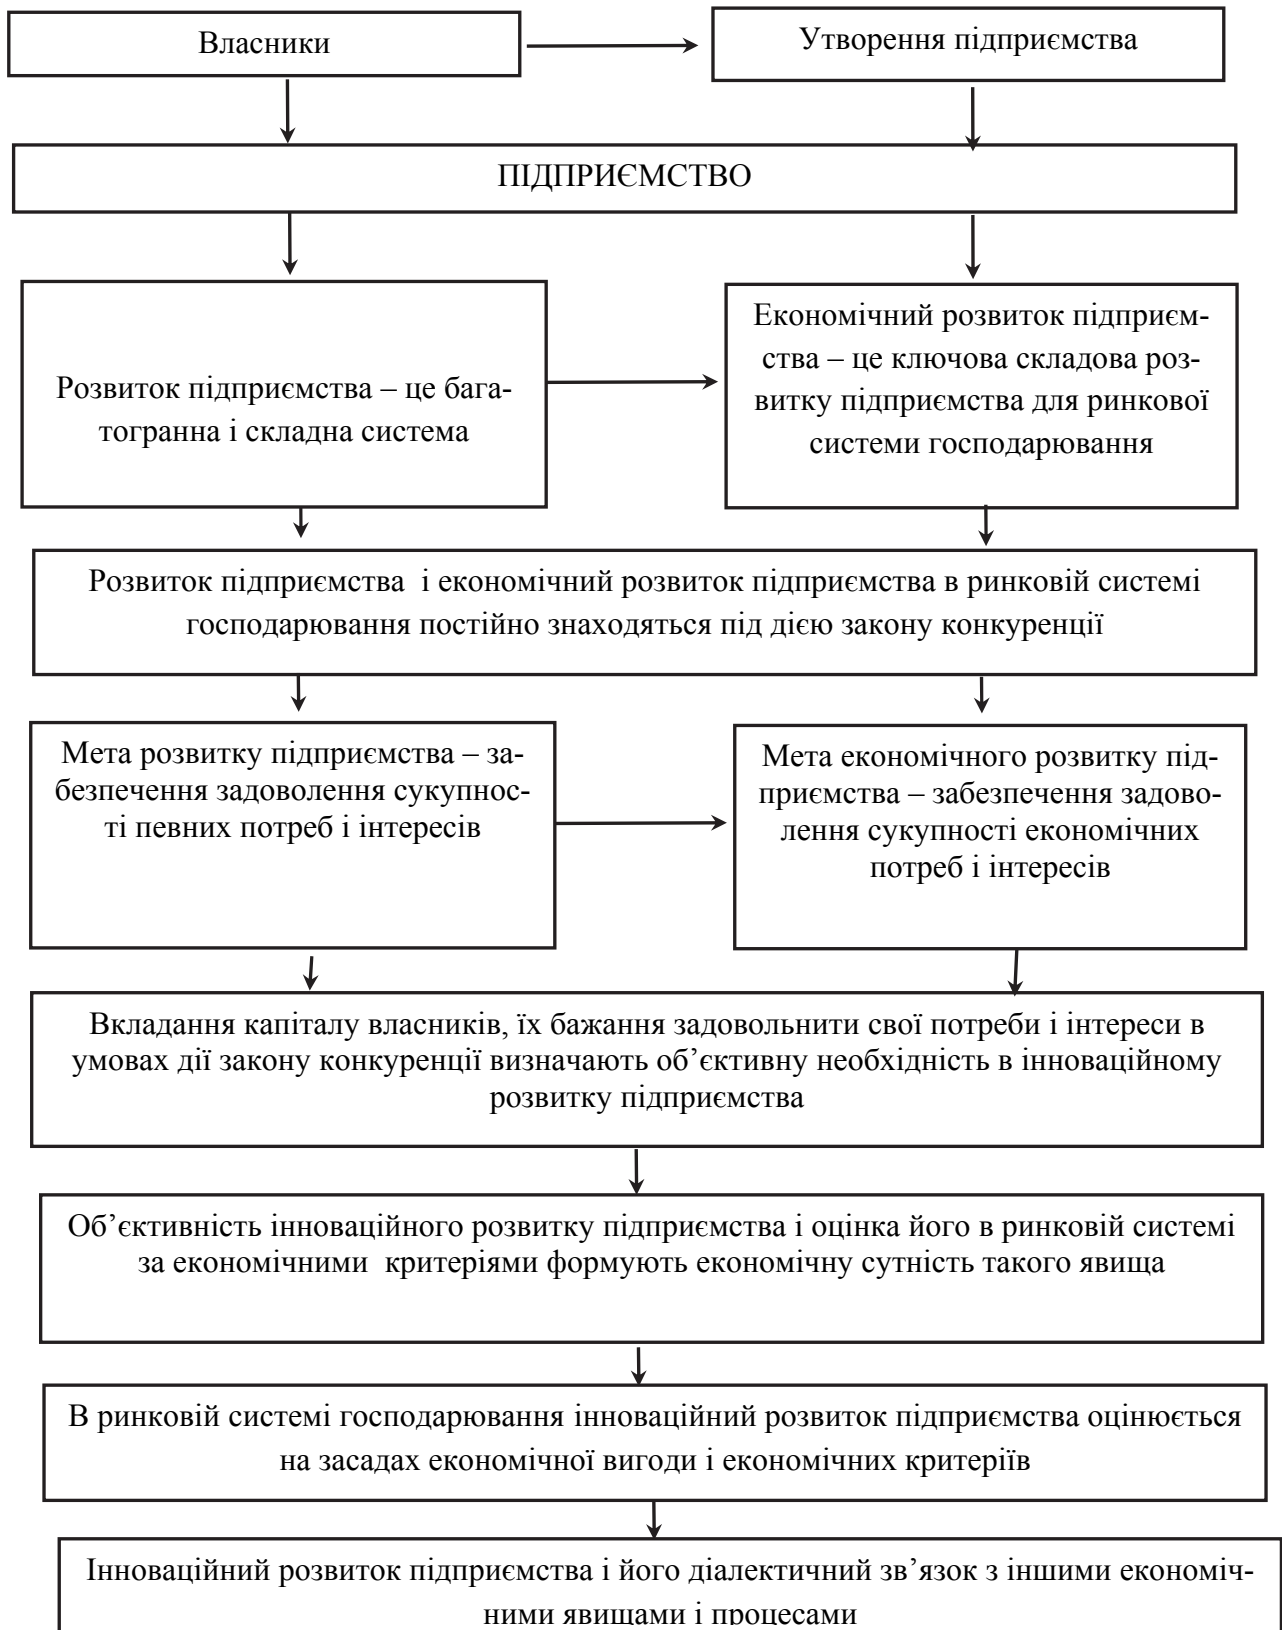 Власники
Утворення підприємства
ПІДПРИЄМСТВО
Розвиток підприємства – це бага-
тогранна і складна система
Економічний розвиток підприєм-
ства – це ключова складова роз-
витку підприємства для ринкової
системи господарювання
Розвиток підприємства і економічний розвиток підприємства в ринковій системі
господарювання постійно знаходяться під дією закону конкуренції
Мета розвитку підприємства – за-
безпечення задоволення сукупнос-
ті певних потреб і інтересів
Мета економічного розвитку під-
приємства – забезпечення задово-
лення сукупності економічних
потреб і інтересів
Вкладання капіталу власників, їх бажання задовольнити свої потреби і інтереси в
умовах дії закону конкуренції визначають об’єктивну необхідність в інноваційному
розвитку підприємства
Об’єктивність інноваційного розвитку підприємства і оцінка його в ринковій системі
за економічними критеріями формують економічну сутність такого явища
В ринковій системі господарювання інноваційний розвиток підприємства оцінюється
на засадах економічної вигоди і економічних критеріїв
Інноваційний розвиток підприємства і його діалектичний зв’язок з іншими економіч-
ними явищами і процесами